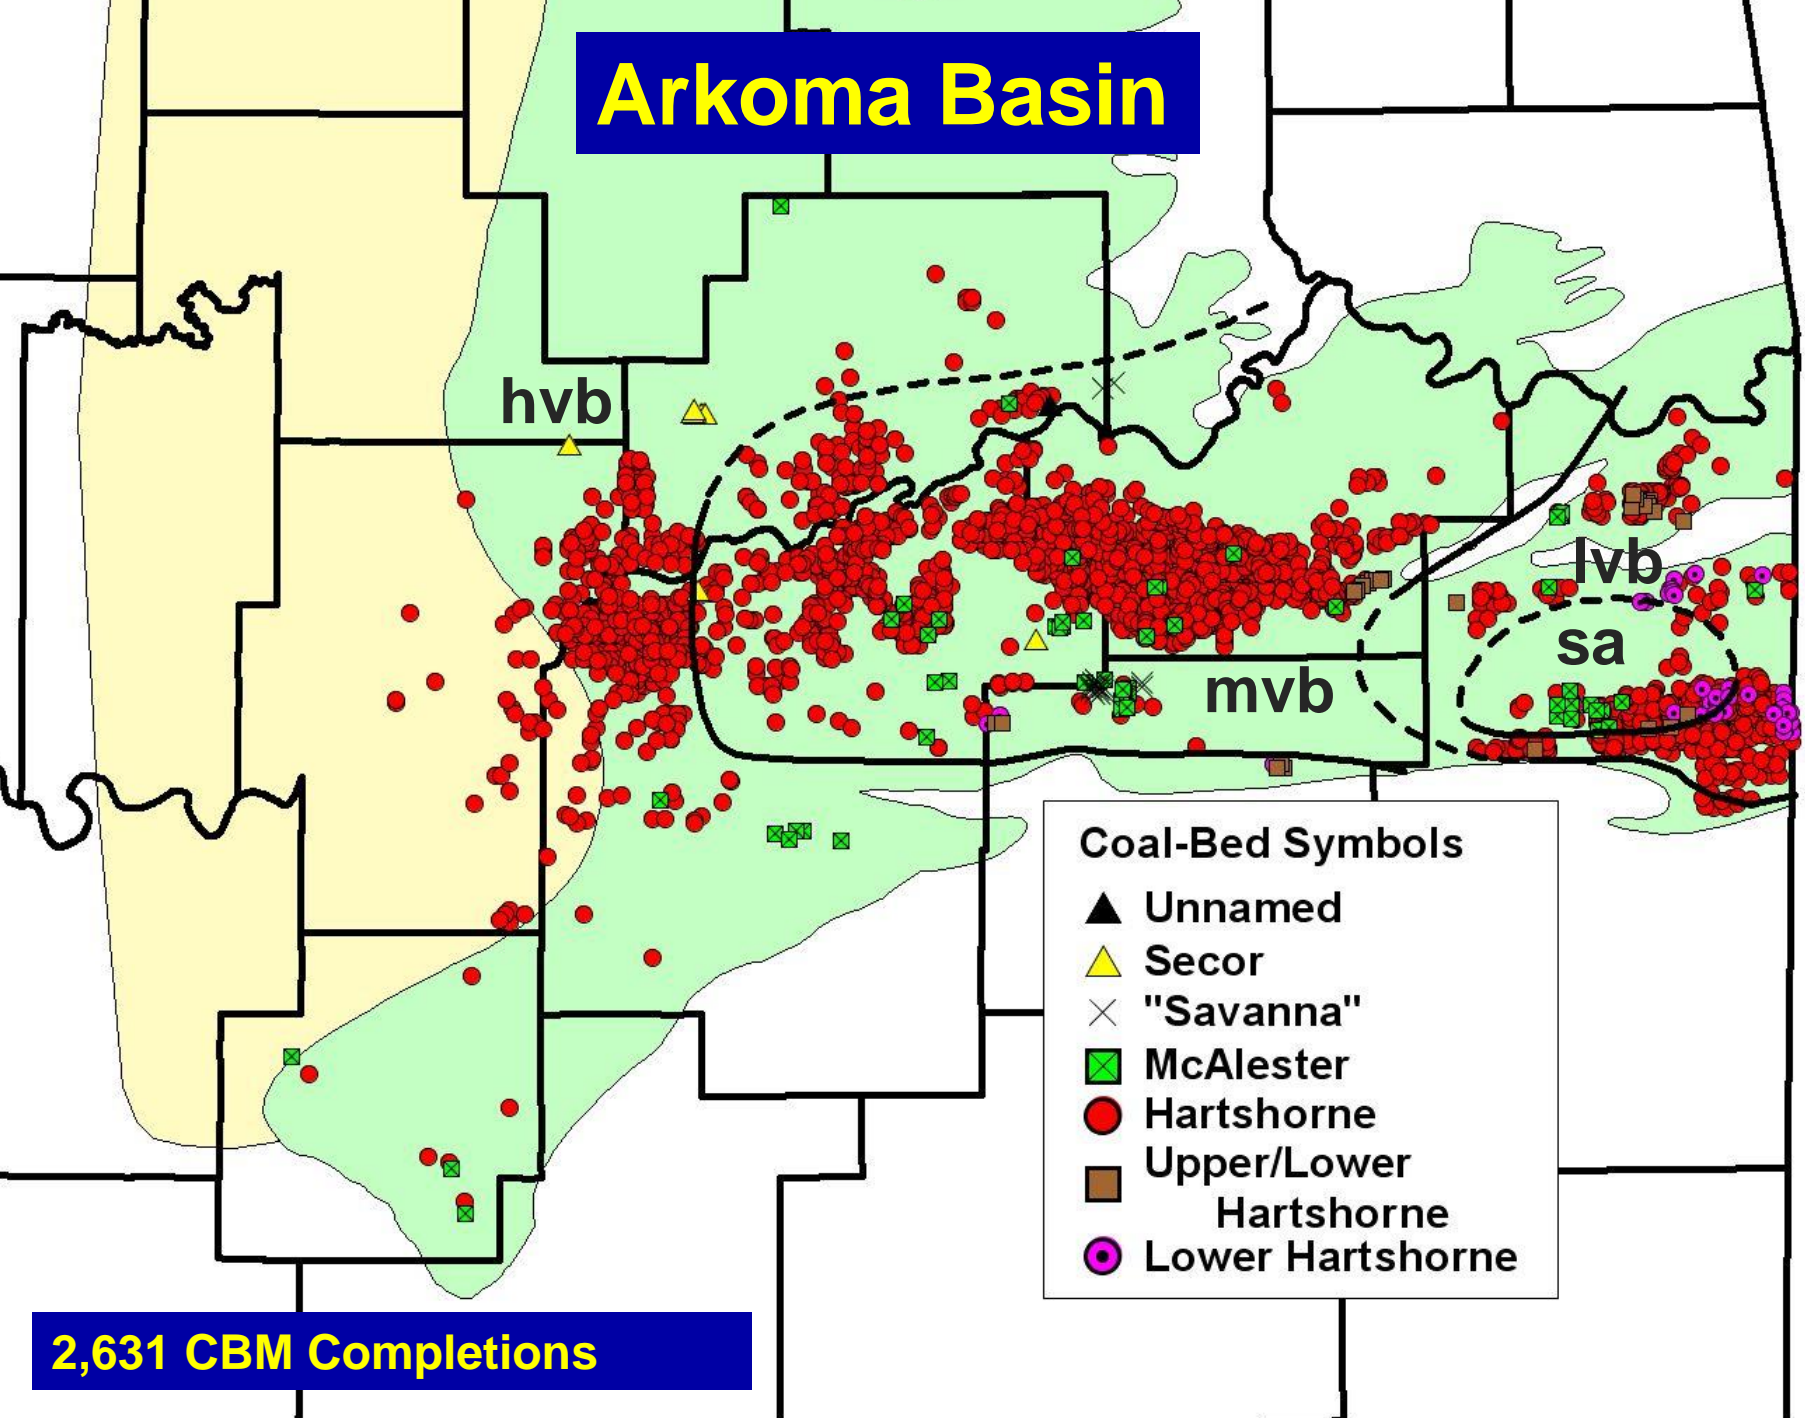 Arkoma Basin
hvb
lvb
sa
mvb
Coal-Bed Symbols
Unnamed
Secor
"Savanna"
McAlester
Hartshorne
Upper/Lower
Hartshorne
Lower Hartshorne
2,631 CBM Completions